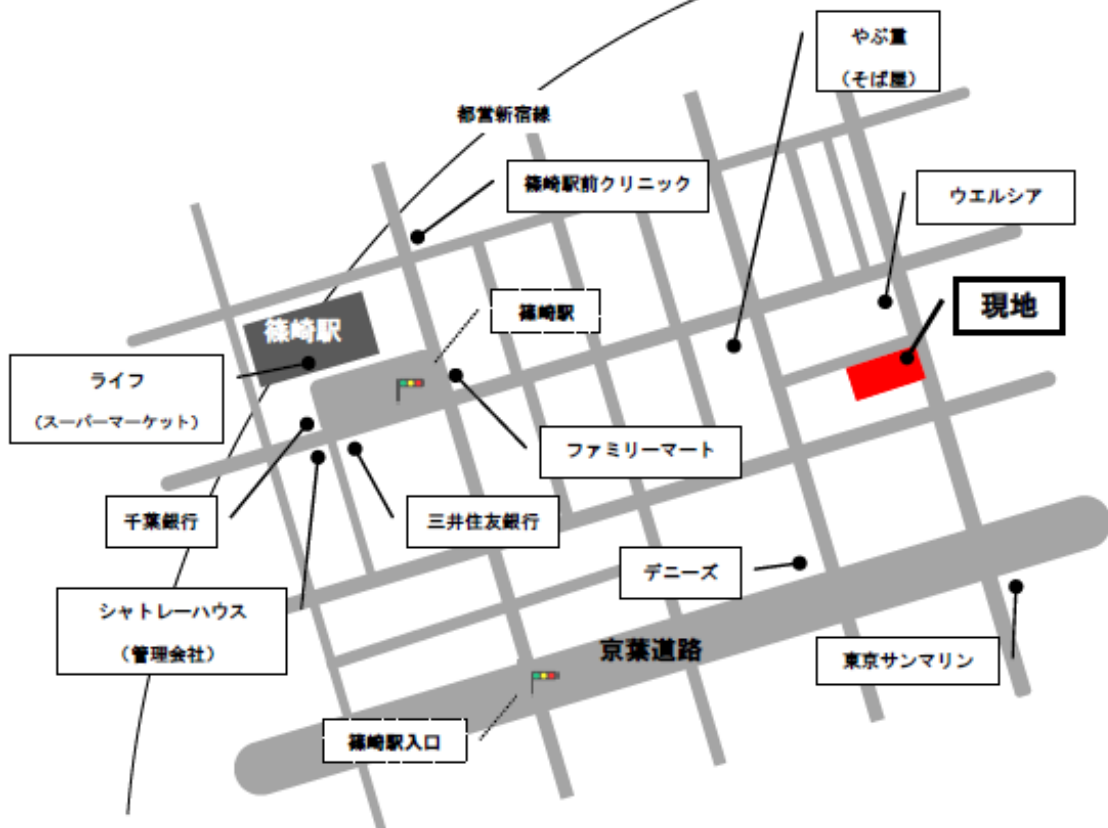 やぶ重
（そば屋）
都営新宿線
篠崎駅前クリニック
ウエルシア
現地
篠崎駅
篠崎駅
ライフ
（スーパーマーケット）
ファミリーマート
千葉銀行
三井住友銀行
デニーズ
シャトレーハウス
（管理会社）
京葉道路
東京サンマリン
篠崎駅入口